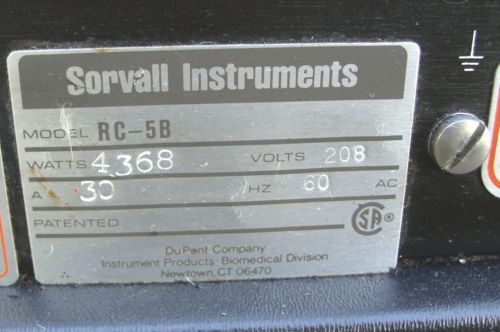 Sorvall Instruments
MODEL RC-5B
WATTS 4368 VOLTS 208
A 30 HZ 60 AC
PATENTED SA
DuPont Company
Instrument Products · Biomedical Division
Newtown, CT 06470